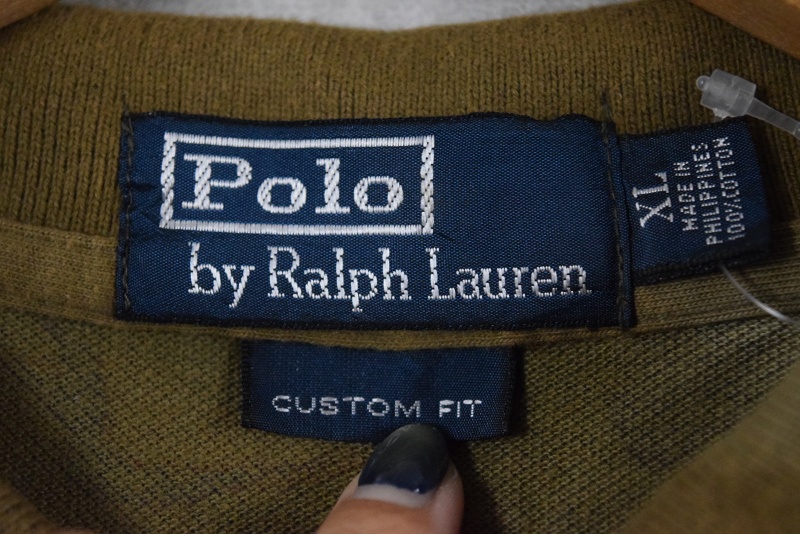 Polo
by Ralph Lauren
XL
MADE IN
PHILIPPINES
100% COTTON
CUSTOM FIT